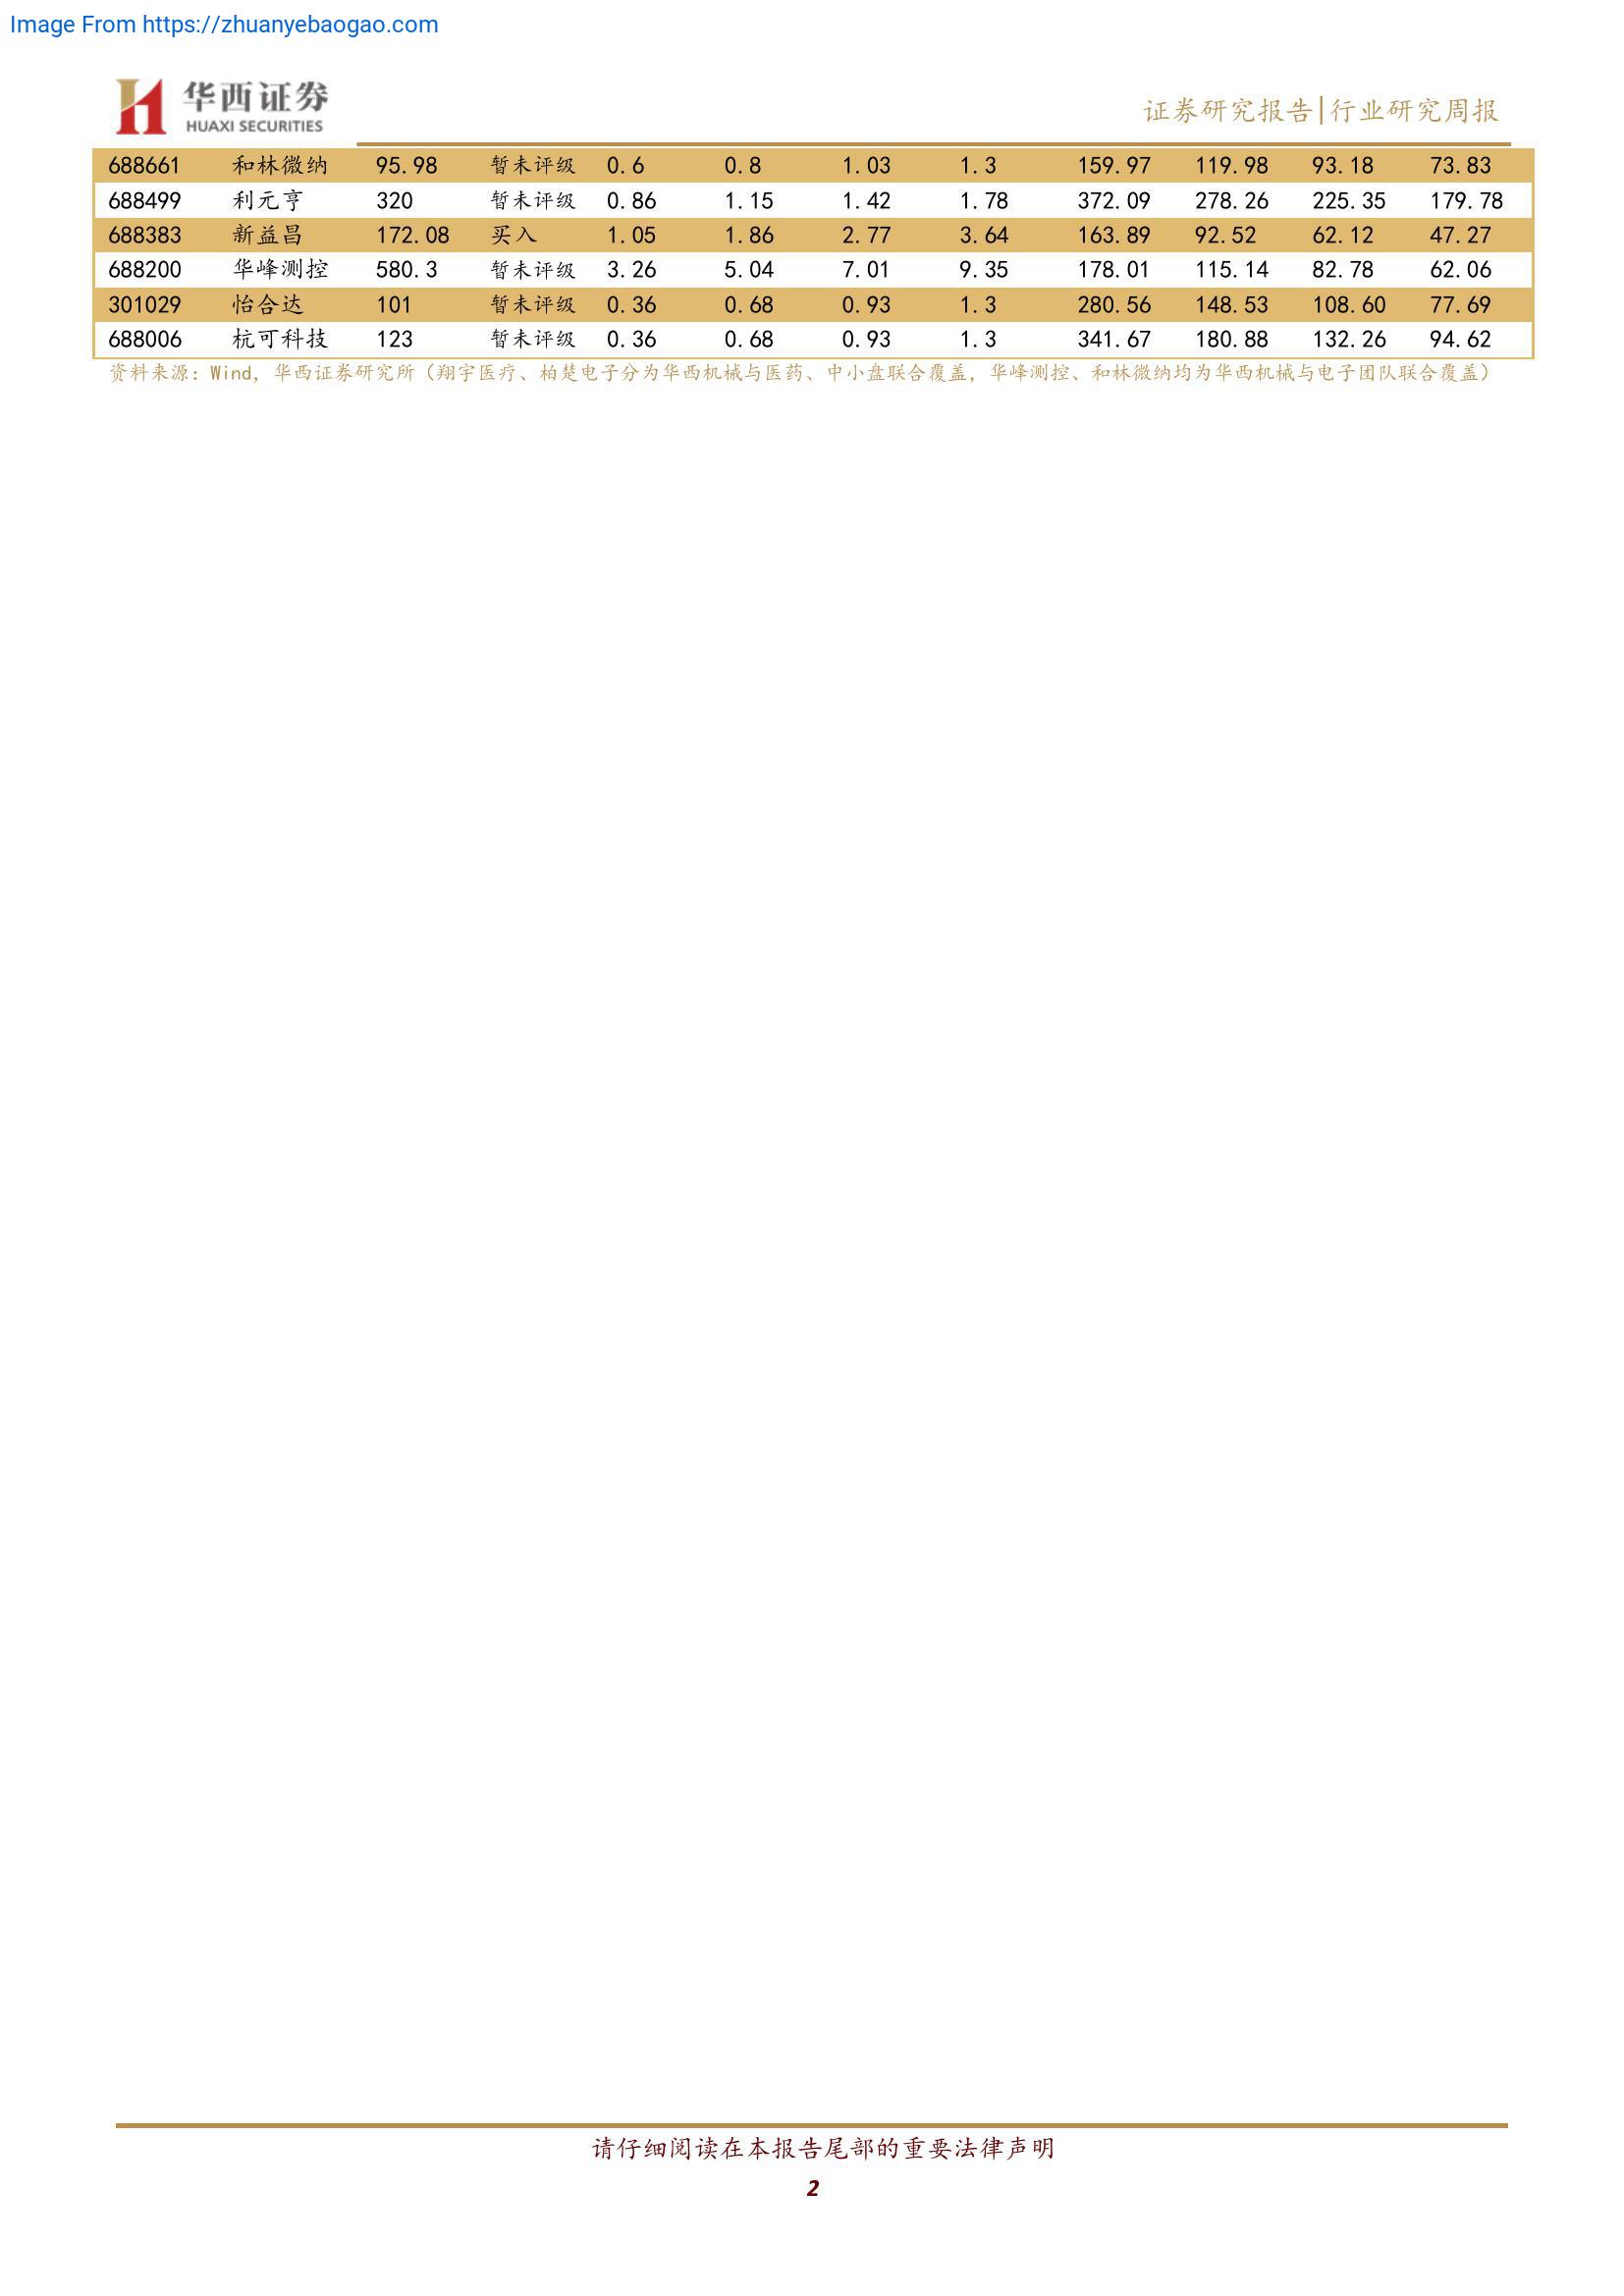 Image From https://zhuanyebaogao.com
华西证券
HUAXI SECURITIES
证券研究报告|行业研究周报
688661 和林微纳 95.98 暂未评级 0.6 0.8 1.03 1.3 159.97 119.98 93.18 73.83
688499 利元亨 320 暂未评级 0.86 1.15 1.42 1.78 372.09 278.26 225.35 179.78
688383 新益昌 172.08 买入 1.05 1.86 2.77 3.64 163.89 92.52 62.12 47.27
688200 华峰测控 580.3 暂未评级 3.26 5.04 7.01 9.35 178.01 115.14 82.78 62.06
301029 怡合达 101 暂未评级 0.36 0.68 0.93 1.3 280.56 148.53 108.60 77.69
688006 杭可科技 123 暂未评级 0.36 0.68 0.93 1.3 341.67 180.88 132.26 94.62
资料来源：Wind，华西证券研究所（翔宇医疗、柏楚电子分为华西机械与医药、中小盘联合覆盖，华峰测控、和林微纳均为华西机械与电子团队联合覆盖）
请仔细阅读在本报告尾部的重要法律声明
2